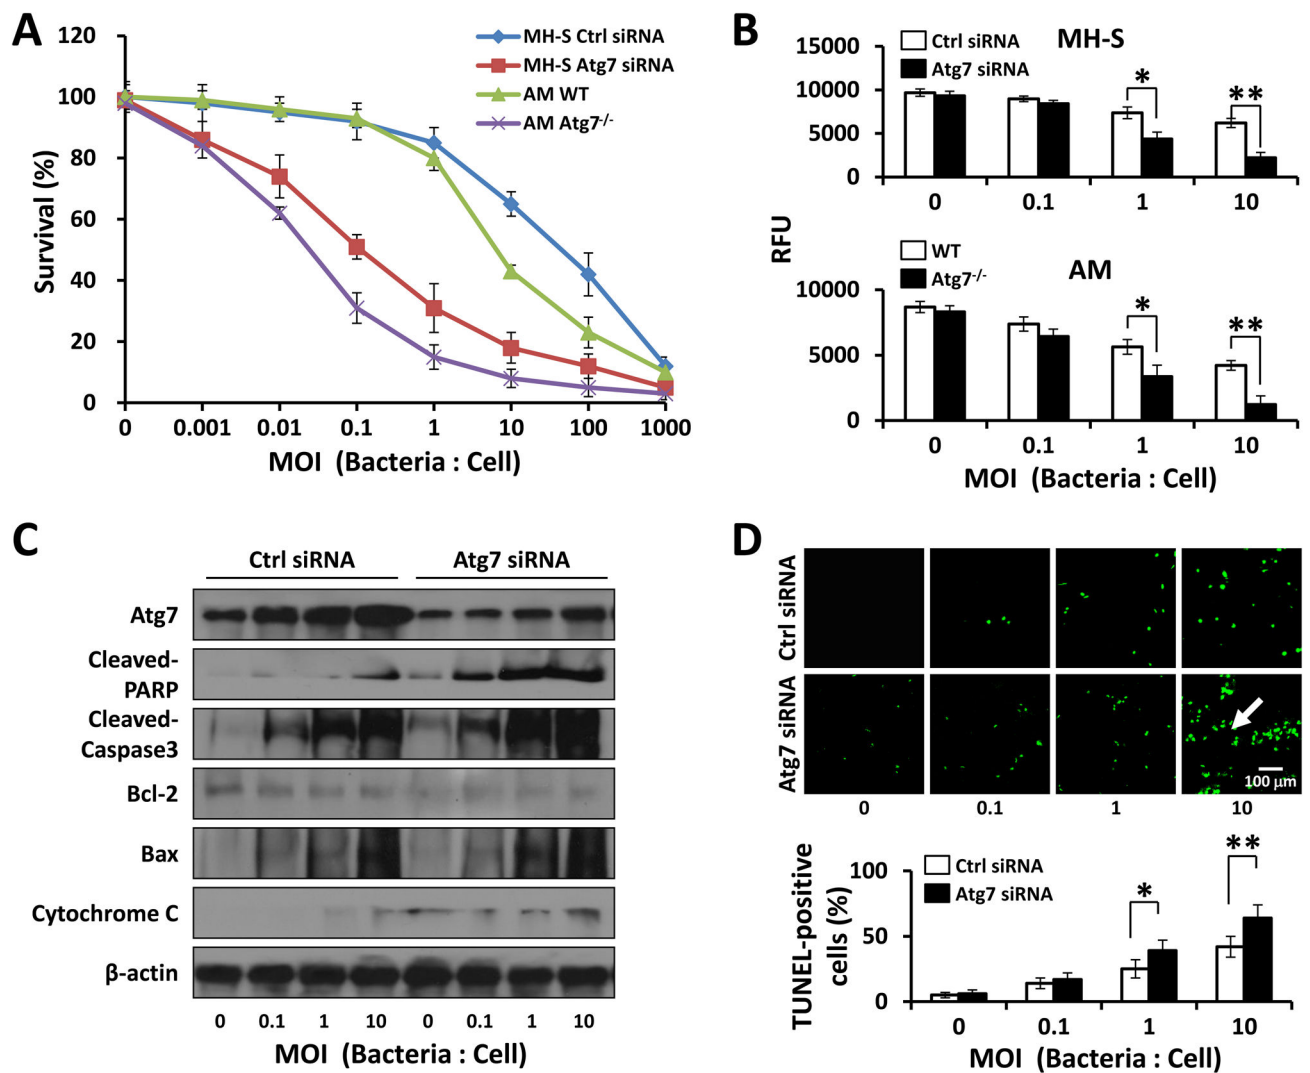 A
120
100
80
60
40
20
0
Survival (%)
MH-S Ctrl siRNA
MH-S Atg7 siRNA
AM WT
AM Atg7-/-
0 0.001 0.01 0.1 1 10 100 1000
MOI (Bacteria : Cell)
B
MH-S
Ctrl siRNA
Atg7 siRNA
15000
10000
5000
0
* **
0 0.1 1 10
RFU
AM
WT
Atg7-/-
10000
5000
0
* **
0 0.1 1 10
MOI (Bacteria : Cell)
C
Ctrl siRNA Atg7 siRNA
Atg7
Cleaved-
PARP
Cleaved-
Caspase3
Bcl-2
Bax
Cytochrome C
β-actin
0 0.1 1 10 0 0.1 1 10
MOI (Bacteria : Cell)
D
Ctrl siRNA
Atg7 siRNA
100 μm
0 0.1 1 10
TUNEL-positive
cells (%)
100
50
0
Ctrl siRNA
Atg7 siRNA
* **
0 0.1 1 10
MOI (Bacteria : Cell)